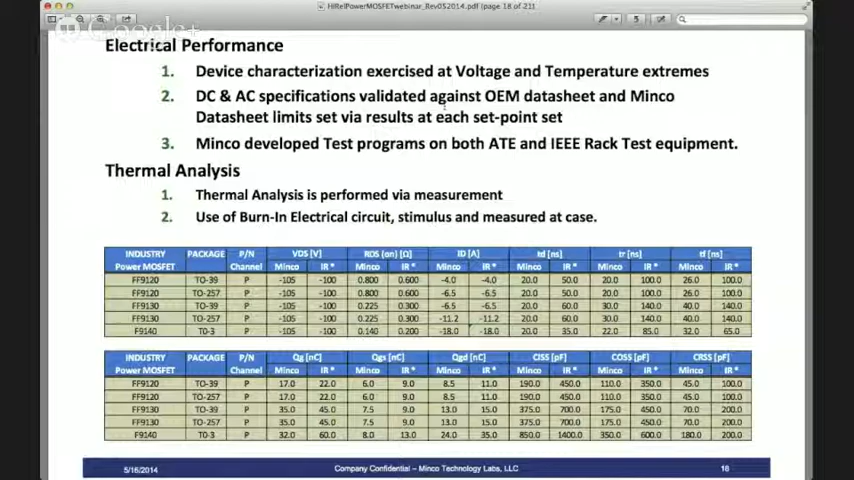 HiRelPowerMOSFETwebinar_Rev052014.pdf (page 18 of 21)
Google+
Electrical Performance
1. Device characterization exercised at Voltage and Temperature extremes
2. DC & AC specifications validated against OEM datasheet and Minco
Datasheet limits set via results at each set-point set
3. Minco developed Test programs on both ATE and IEEE Rack Test equipment.
Thermal Analysis
1. Thermal Analysis is performed via measurement
2. Use of Burn-In Electrical circuit, stimulus and measured at case.
INDUSTRY PACKAGE P/N VDS [V] RDS (on) [Ω] ID [A] td [ns] tr [ns] tf [ns]
Power MOSFET Channel Minco IR * Minco IR * Minco IR * Minco IR * Minco IR * Minco IR *
FF9120 TO-39 P -105 -100 0.800 0.600 -4.0 -4.0 20.0 50.0 20.0 100.0 26.0 100.0
FF9120 TO-257 P -105 -100 0.800 0.600 -6.5 -6.5 20.0 50.0 20.0 100.0 26.0 100.0
FF9130 TO-39 P -105 -100 0.225 0.300 -6.5 -6.5 20.0 60.0 30.0 140.0 40.0 140.0
FF9130 TO-257 P -105 -100 0.225 0.300 -11.2 -11.2 20.0 60.0 30.0 140.0 40.0 140.0
F9140 T0-3 P -105 -100 0.140 0.200 -18.0 -18.0 20.0 35.0 22.0 85.0 32.0 65.0
INDUSTRY PACKAGE P/N Qg [nC] Qgs [nC] Qgd [nC] CISS [pF] COSS [pF] CRSS [pF]
Power MOSFET Channel Minco IR * Minco IR * Minco IR * Minco IR * Minco IR * Minco IR *
FF9120 TO-39 P 17.0 22.0 6.0 9.0 8.5 11.0 190.0 450.0 110.0 350.0 45.0 100.0
FF9120 TO-257 P 17.0 22.0 6.0 9.0 8.5 11.0 190.0 450.0 110.0 350.0 45.0 100.0
FF9130 TO-39 P 35.0 45.0 7.5 9.0 13.0 15.0 375.0 700.0 175.0 450.0 70.0 200.0
FF9130 TO-257 P 35.0 45.0 7.5 9.0 13.0 15.0 375.0 700.0 175.0 450.0 70.0 200.0
F9140 T0-3 P 32.0 60.0 8.0 13.0 24.0 35.0 850.0 1400.0 350.0 600.0 180.0 200.0
5/16/2014 Company Confidential – Minco Technology Labs, LLC 16